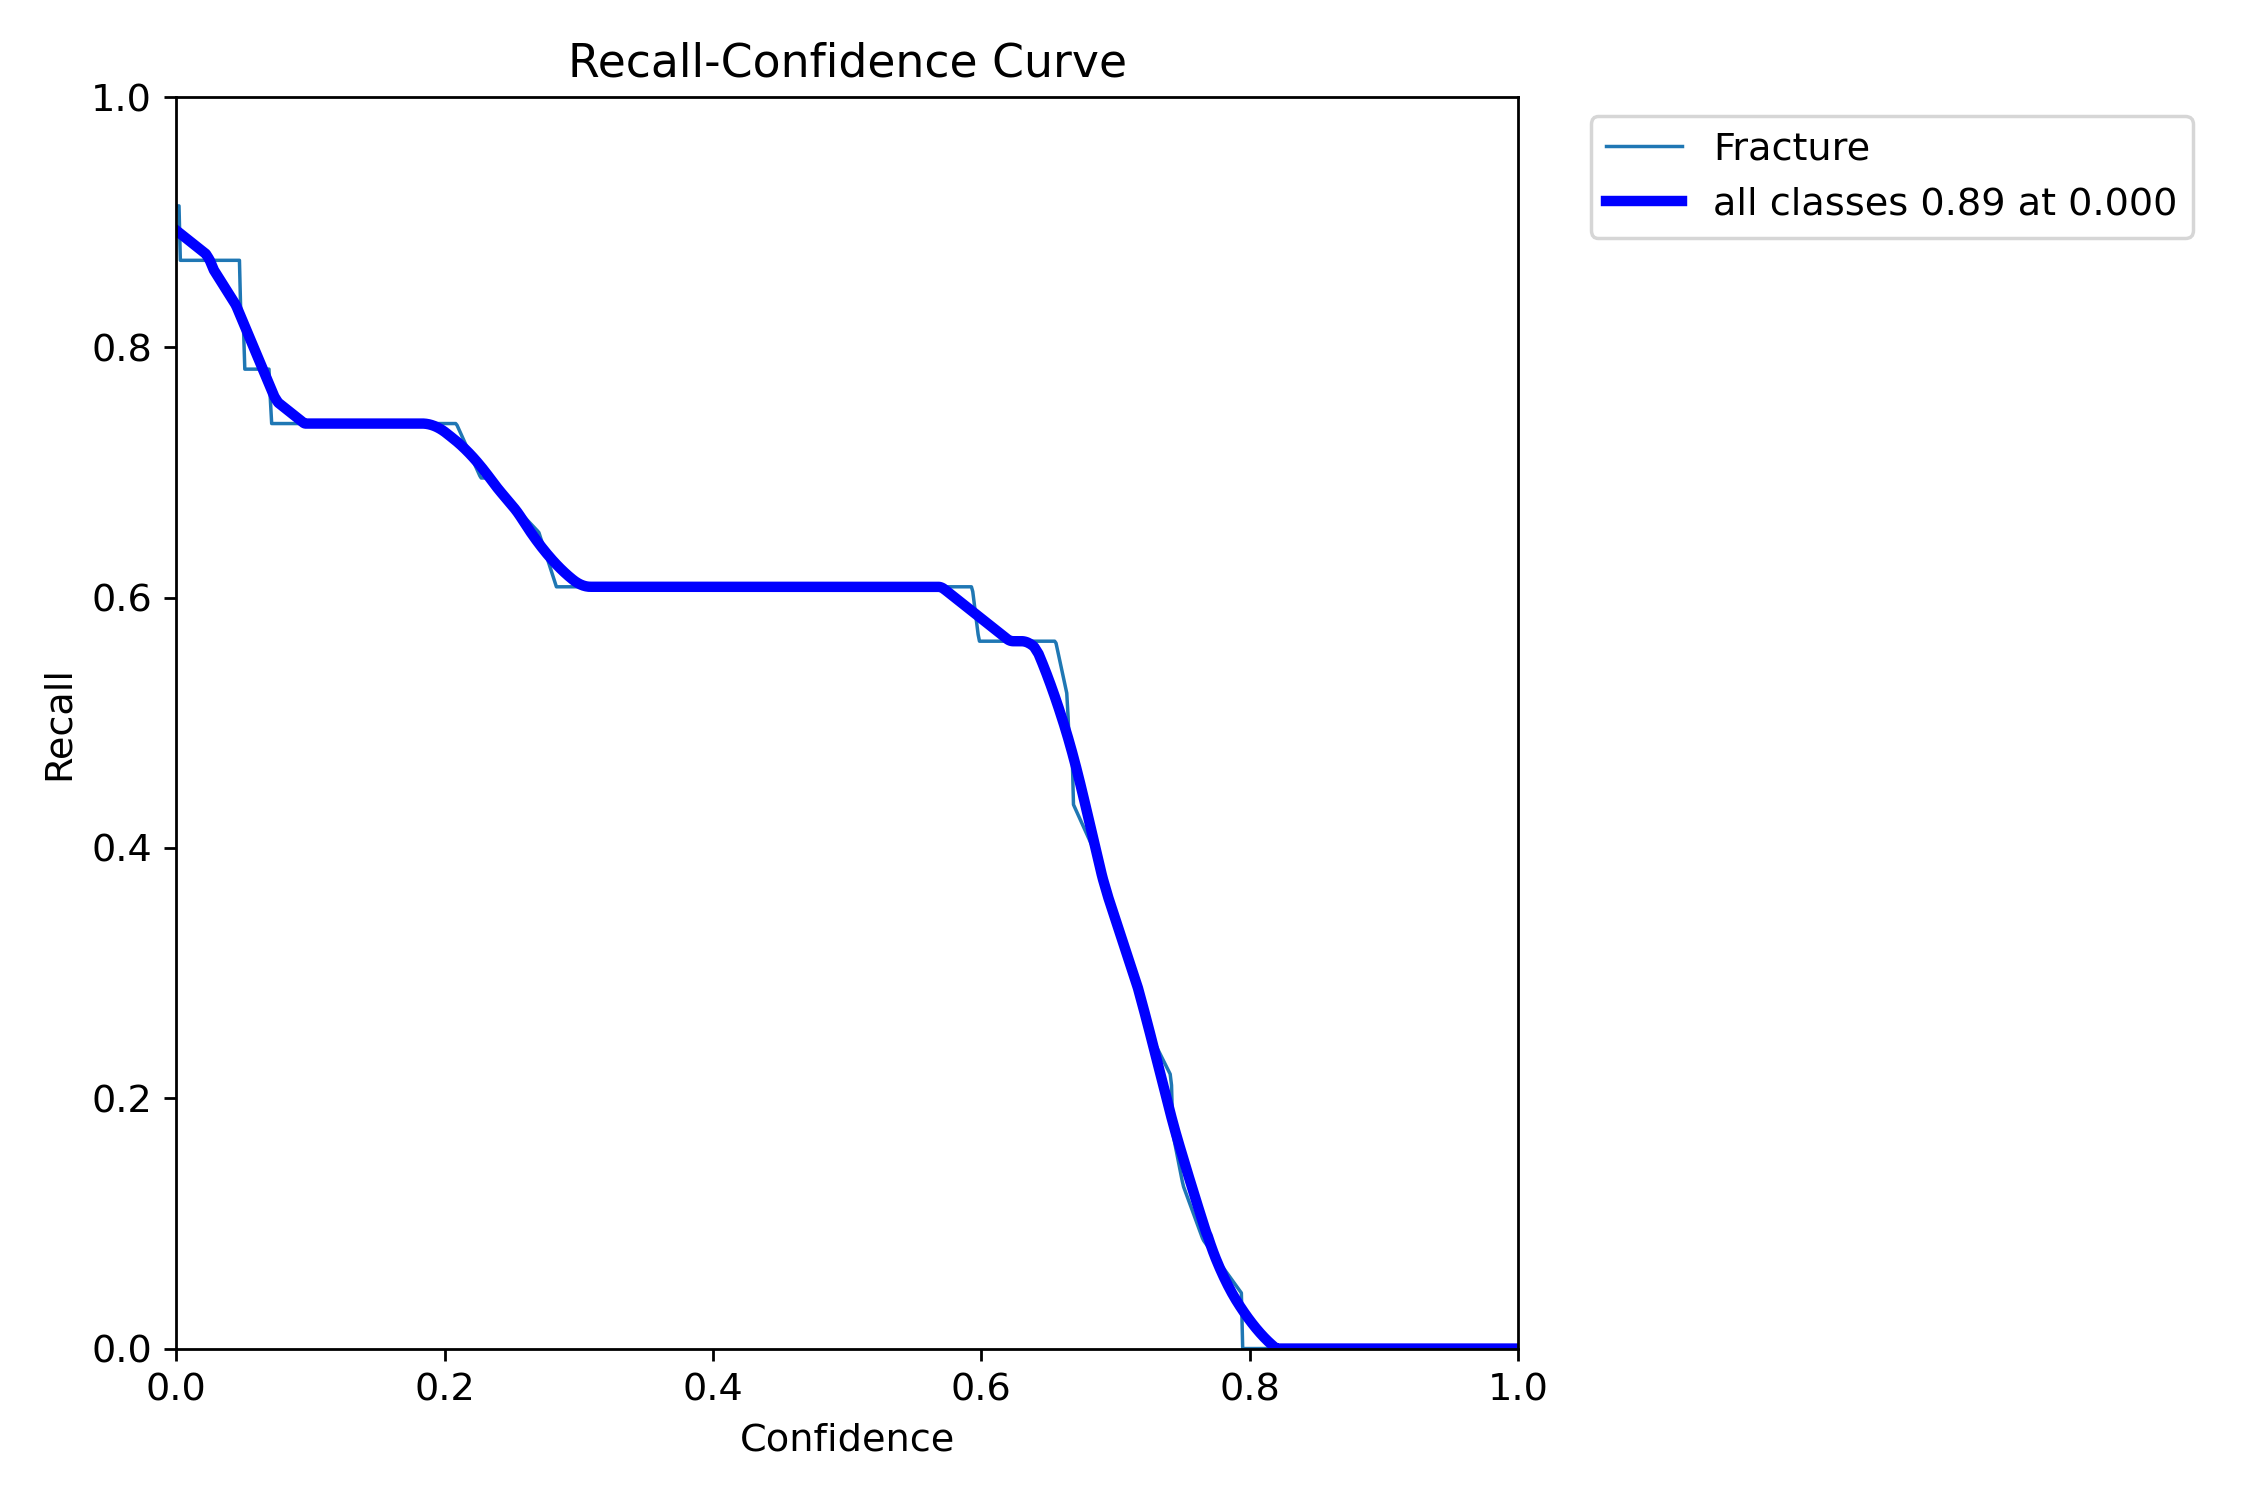 Recall-Confidence Curve
1.0
0.8
0.6
0.4
0.2
0.0
Recall
0.0 0.2 0.4 0.6 0.8 1.0
Confidence
Fracture
all classes 0.89 at 0.000